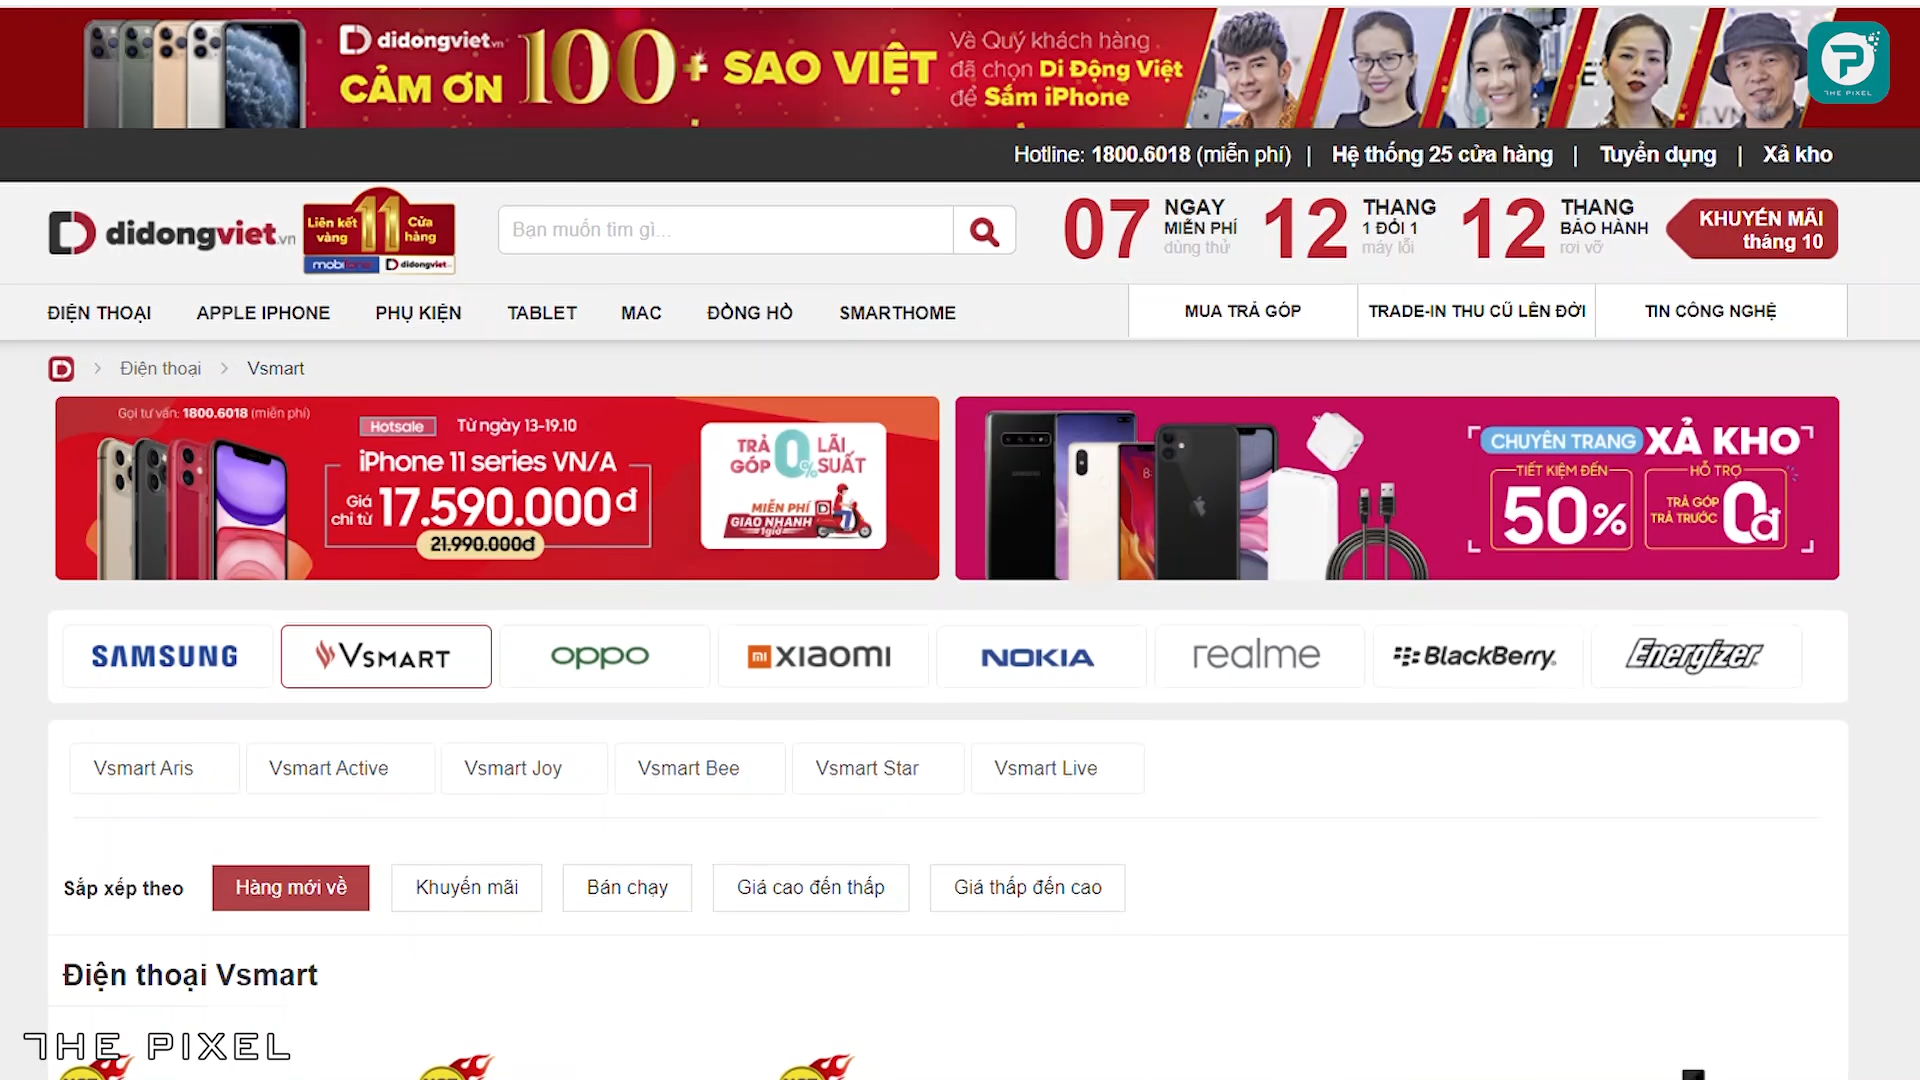 didongviet.vn
CẢM ƠN 100+ SAO VIỆT
Và Quý khách hàng
đã chọn Di Động Việt
để Sắm iPhone
THE PIXEL
Hotline: 1800.6018 (miễn phí) | Hệ thống 25 cửa hàng | Tuyển dụng | Xả kho
didongviet.vn
Liên kết vàng 11 Cửa hàng
mobifone didongviet.vn
Bạn muốn tìm gì...
07 NGAY MIỄN PHÍ dùng thử
12 THANG 1 ĐỔI 1 máy lỗi
12 THANG BẢO HÀNH rơi vỡ
KHUYẾN MÃI
tháng 10
ĐIỆN THOẠI APPLE IPHONE PHỤ KIỆN TABLET MAC ĐỒNG HỒ SMARTHOME MUA TRẢ GÓP TRADE-IN THU CŨ LÊN ĐỜI TIN CÔNG NGHỆ
D > Điện thoại > Vsmart
Gọi tư vấn: 1800.6018 (miễn phí)
Hotsale Từ ngày 13-19.10
iPhone 11 series VN/A
Giá chỉ từ 17.590.000đ
21.990.000đ
TRẢ GÓP 0% LÃI SUẤT
MIỄN PHÍ
GIAO NHANH
1giờ
CHUYÊN TRANG XẢ KHO
TIẾT KIỆM ĐẾN
50%
HỖ TRỢ
TRẢ GÓP
TRẢ TRƯỚC 0đ
SAMSUNG VSMART oppo xiaomi NOKIA realme BlackBerry Energizer
Vsmart Aris Vsmart Active Vsmart Joy Vsmart Bee Vsmart Star Vsmart Live
Sắp xếp theo Hàng mới về Khuyến mãi Bán chạy Giá cao đến thấp Giá thấp đến cao
Điện thoại Vsmart
THE PIXEL